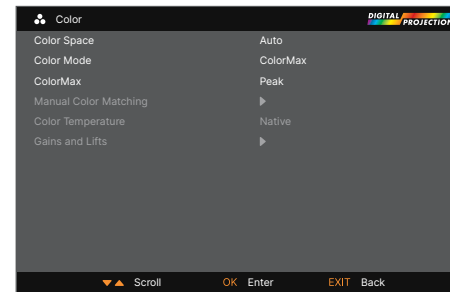 Color
DIGITAL PROJECTION
Color Space Auto
Color Mode ColorMax
ColorMax Peak
Manual Color Matching
Color Temperature Native
Gains and Lifts
Scroll OK Enter EXIT Back